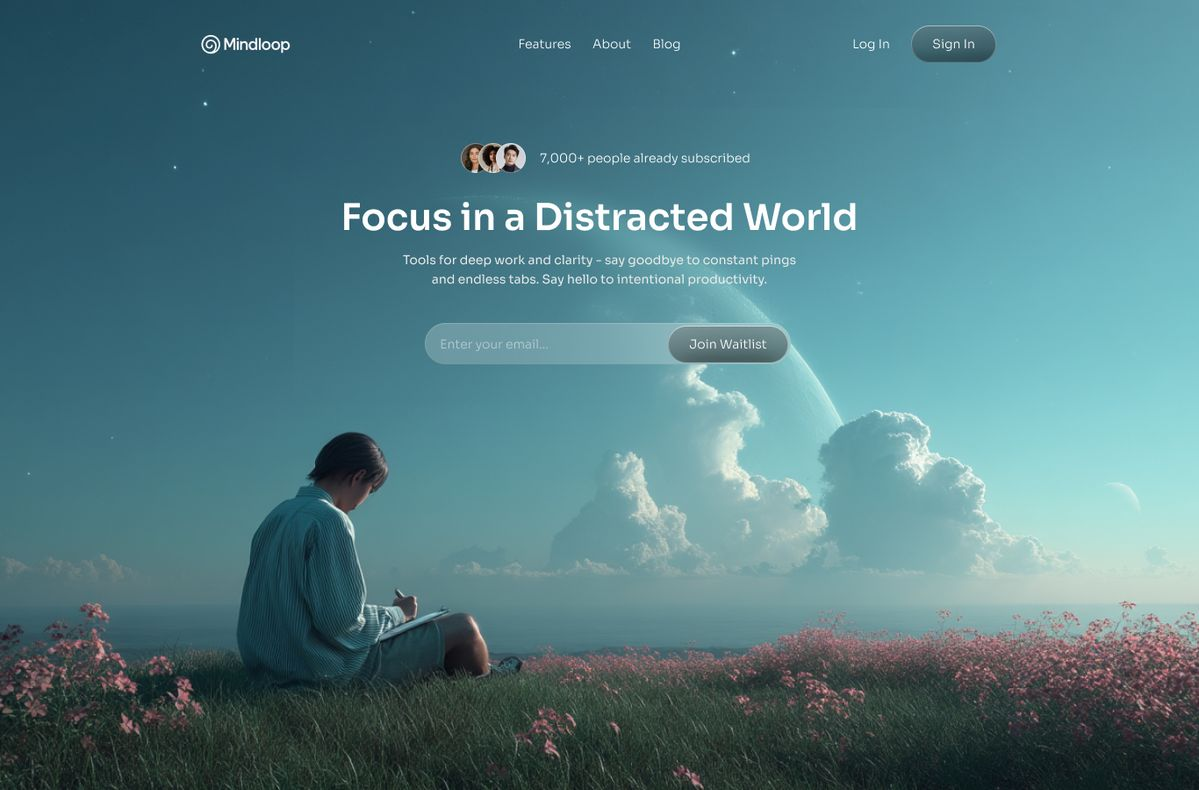 Mindloop
Features
About
Blog
Log In
Sign In
7,000+ people already subscribed
Focus in a Distracted World
Tools for deep work and clarity – say goodbye to constant pings
and endless tabs. Say hello to intentional productivity.
Enter your email...
Join Waitlist